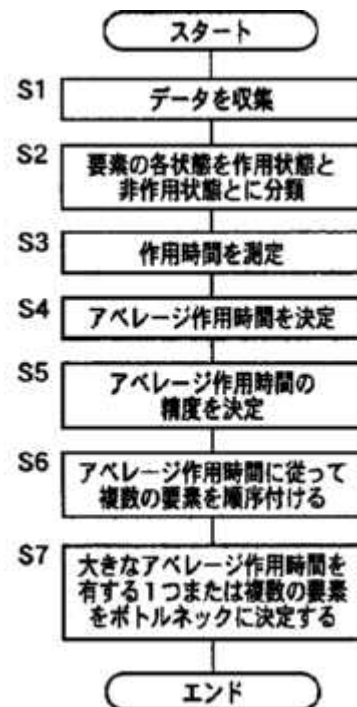 スタート
S1
データを収集
S2
要素の各状態を作用状態と
非作用状態とに分類
S3
作用時間を測定
S4
アベレージ作用時間を決定
S5
アベレージ作用時間の
精度を決定
S6
アベレージ作用時間に従って
複数の要素を順序付ける
S7
大きなアベレージ作用時間を
有する1つまたは複数の要素
をボトルネックに決定する
エンド